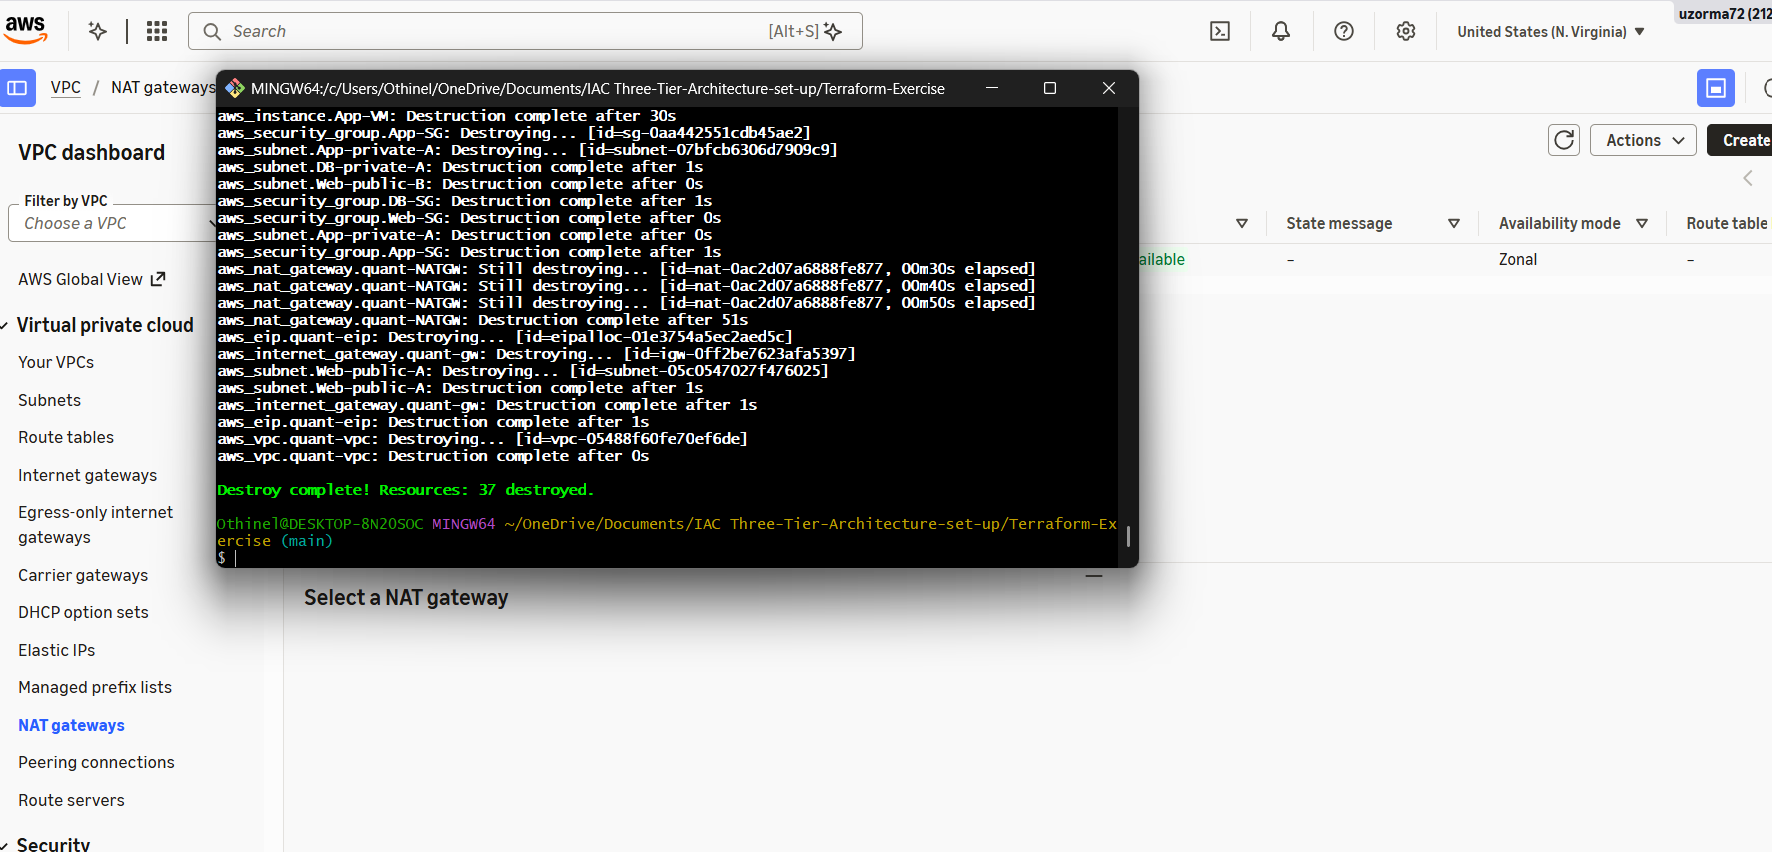 aws
Search
[Alt+S]
United States (N. Virginia)
uzorma72 (212
VPC / NAT gateways
MINGW64:/c/Users/Othinel/OneDrive/Documents/IAC Three-Tier-Architecture-set-up/Terraform-Exercise
VPC dashboard
Filter by VPC
Choose a VPC
AWS Global View
Virtual private cloud
Your VPCs
Subnets
Route tables
Internet gateways
Egress-only internet
gateways
Carrier gateways
DHCP option sets
Elastic IPs
Managed prefix lists
NAT gateways
Peering connections
Route servers
Security
aws_instance.App-VM: Destruction complete after 30s
aws_security_group.App-SG: Destroying... [id=sg-0aa442551cdb45ae2]
aws_subnet.App-private-A: Destroying... [id=subnet-07bfcb6306d7909c9]
aws_subnet.DB-private-A: Destruction complete after 1s
aws_subnet.Web-public-B: Destruction complete after 0s
aws_security_group.DB-SG: Destruction complete after 1s
aws_security_group.Web-SG: Destruction complete after 0s
aws_subnet.App-private-A: Destruction complete after 0s
aws_security_group.App-SG: Destruction complete after 1s
aws_nat_gateway.quant-NATGW: Still destroying... [id=nat-0ac2d07a6888fe877, 00m30s elapsed]
aws_nat_gateway.quant-NATGW: Still destroying... [id=nat-0ac2d07a6888fe877, 00m40s elapsed]
aws_nat_gateway.quant-NATGW: Still destroying... [id=nat-0ac2d07a6888fe877, 00m50s elapsed]
aws_nat_gateway.quant-NATGW: Destruction complete after 51s
aws_eip.quant-eip: Destroying... [id=eipalloc-01e3754a5ec2aed5c]
aws_internet_gateway.quant-gw: Destroying... [id=igw-0ff2be7623afa5397]
aws_subnet.Web-public-A: Destroying... [id=subnet-05c0547027f476025]
aws_subnet.Web-public-A: Destruction complete after 1s
aws_internet_gateway.quant-gw: Destruction complete after 1s
aws_eip.quant-eip: Destruction complete after 1s
aws_vpc.quant-vpc: Destroying... [id=vpc-05488f60fe70ef6de]
aws_vpc.quant-vpc: Destruction complete after 0s
Destroy complete! Resources: 37 destroyed.
Othinel@DESKTOP-8N20SOC MINGW64 ~/OneDrive/Documents/IAC Three-Tier-Architecture-set-up/Terraform-Ex
ercise (main)
$
Actions
Create
State message
Availability mode
Route table
ailable
–
Zonal
–
Select a NAT gateway